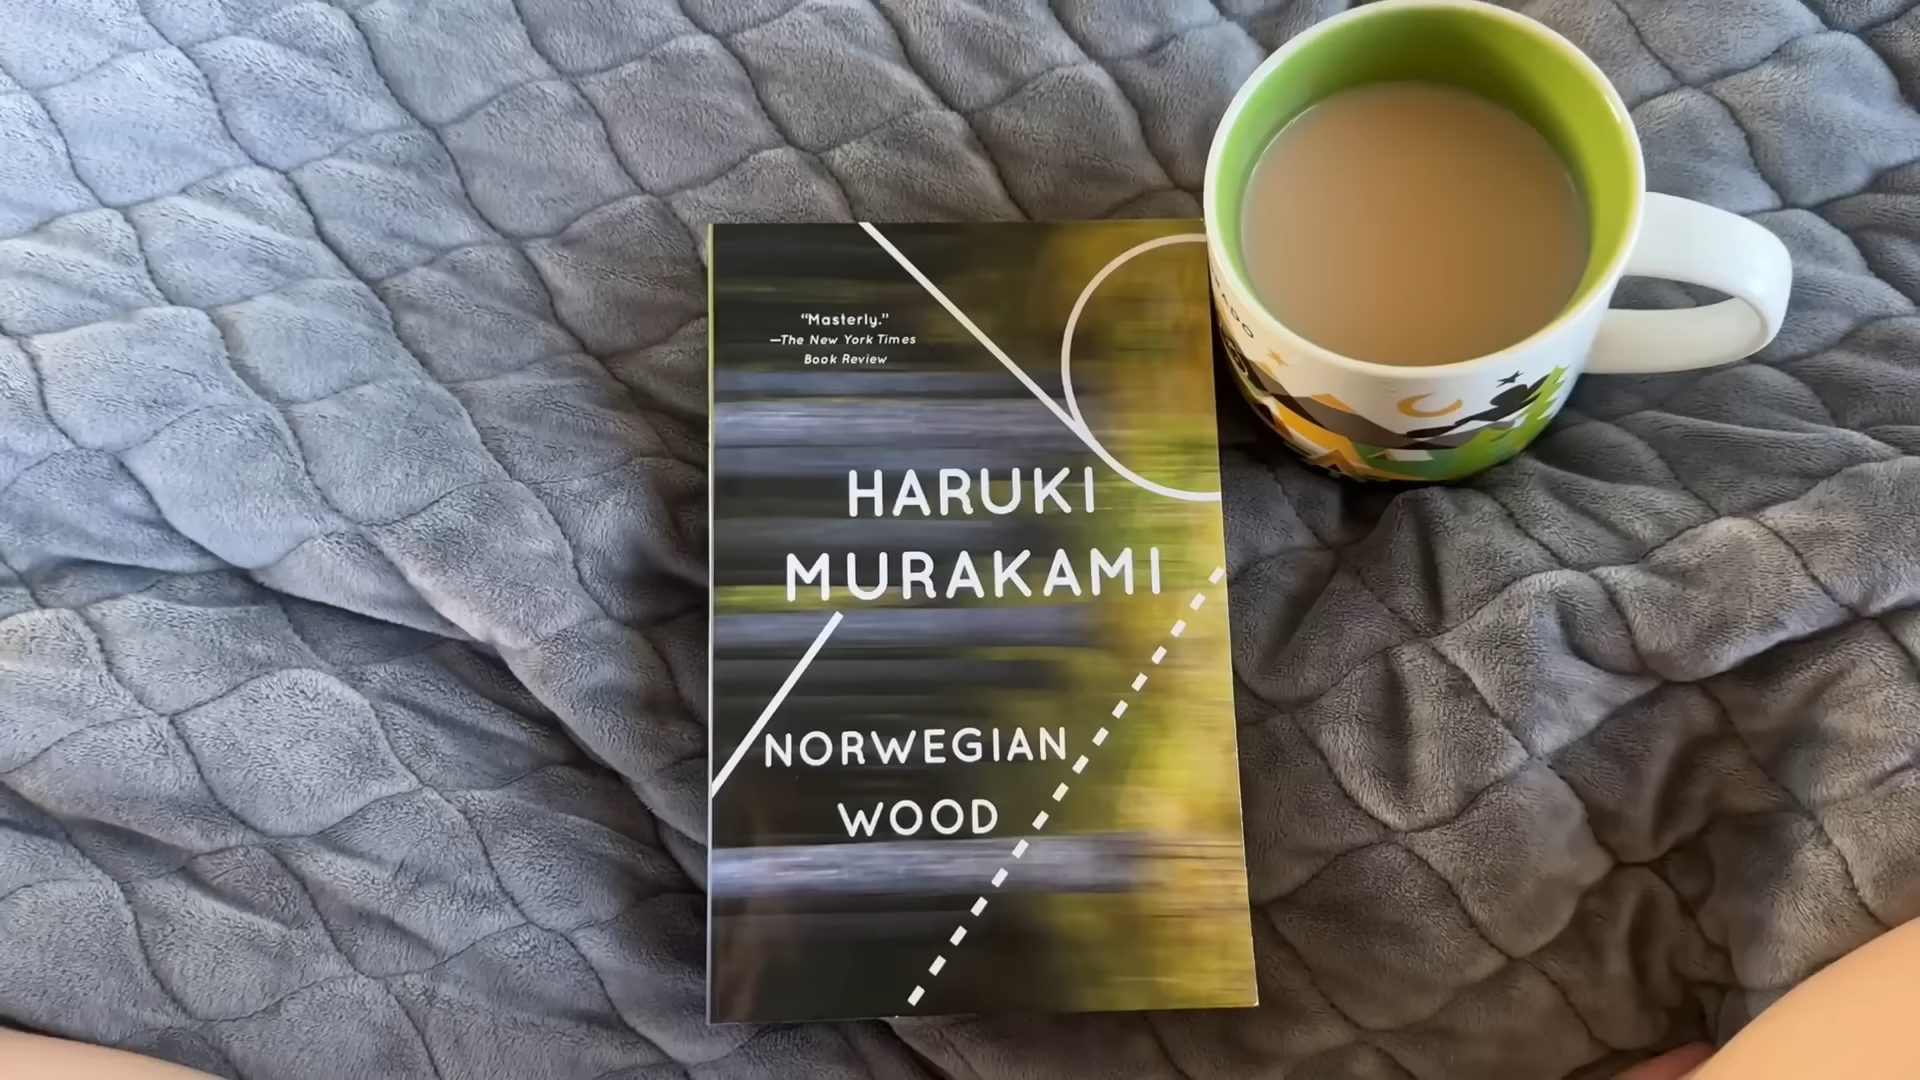 “Masterly.”
—The New York Times
Book Review
HARUKI
MURAKAMI
NORWEGIAN
WOOD